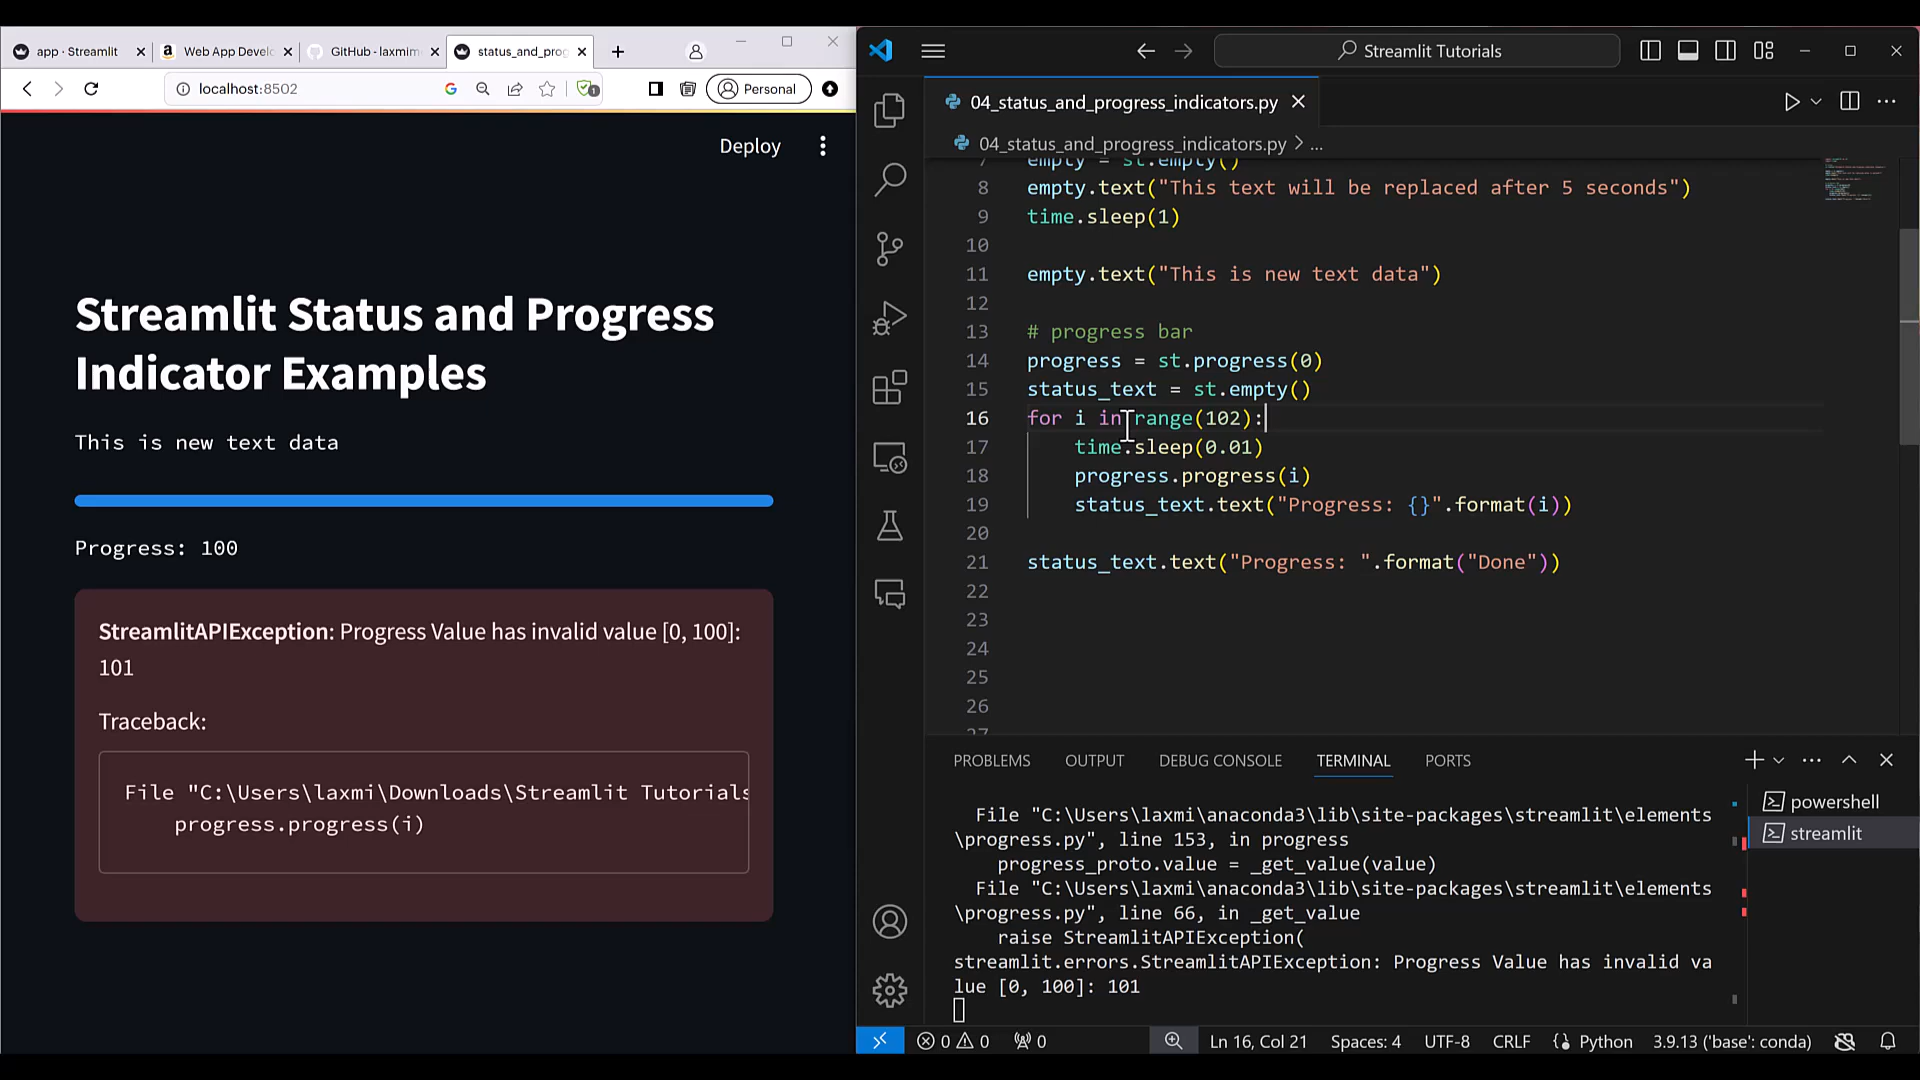 app · Streamlit
Web App Devel
GitHub - laxmim
status_and_prog
localhost:8502
Personal
Deploy
Streamlit Status and Progress
Indicator Examples
This is new text data
Progress: 100
StreamlitAPIException: Progress Value has invalid value [0, 100]:
101
Traceback:
File "C:\Users\laxmi\Downloads\Streamlit Tutorials
progress.progress(i)
Streamlit Tutorials
04_status_and_progress_indicators.py
04_status_and_progress_indicators.py > ...
7 empty = st.empty()
8 empty.text("This text will be replaced after 5 seconds")
9 time.sleep(1)
10
11 empty.text("This is new text data")
12
13 # progress bar
14 progress = st.progress(0)
15 status_text = st.empty()
16 for i in range(102):
17 time.sleep(0.01)
18 progress.progress(i)
19 status_text.text("Progress: {}".format(i))
20
21 status_text.text("Progress: ".format("Done"))
22
23
24
25
26
27
PROBLEMS OUTPUT DEBUG CONSOLE TERMINAL PORTS
File "C:\Users\laxmi\anaconda3\lib\site-packages\streamlit\elements
\progress.py", line 153, in progress
progress_proto.value = _get_value(value)
File "C:\Users\laxmi\anaconda3\lib\site-packages\streamlit\elements
\progress.py", line 66, in _get_value
raise StreamlitAPIException(
streamlit.errors.StreamlitAPIException: Progress Value has invalid va
lue [0, 100]: 101
powershell
streamlit
0 0 0 Ln 16, Col 21 Spaces: 4 UTF-8 CRLF Python 3.9.13 ('base': conda)